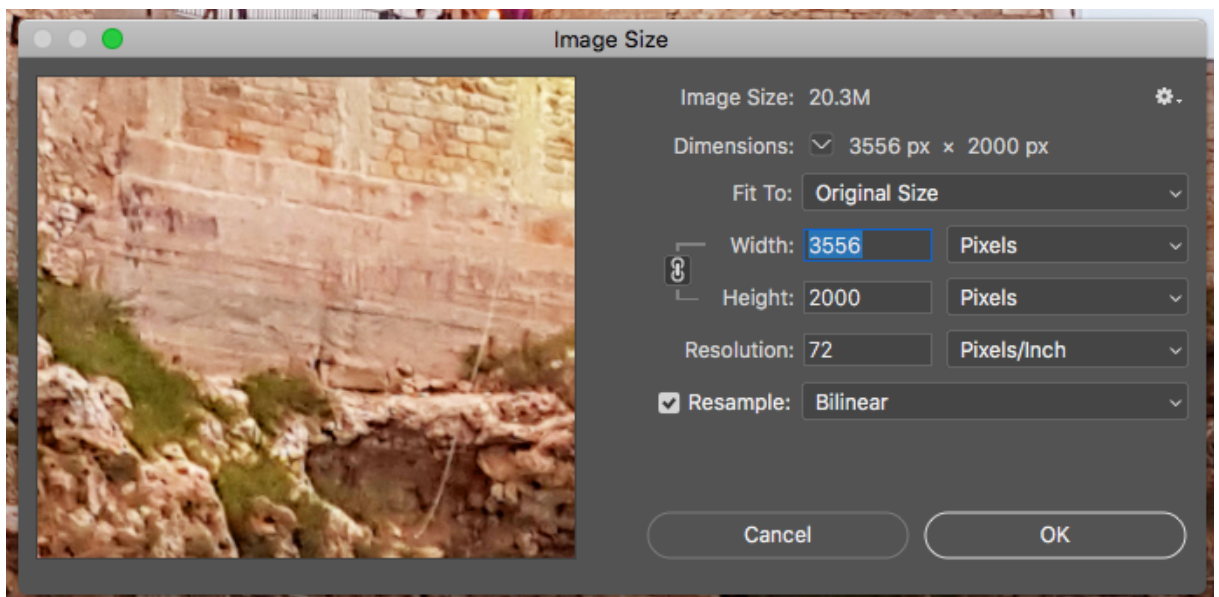 Image Size
Image Size: 20.3M
Dimensions: 3556 px × 2000 px
Fit To: Original Size
Width: 3556 Pixels
Height: 2000 Pixels
Resolution: 72 Pixels/Inch
Resample: Bilinear
Cancel OK